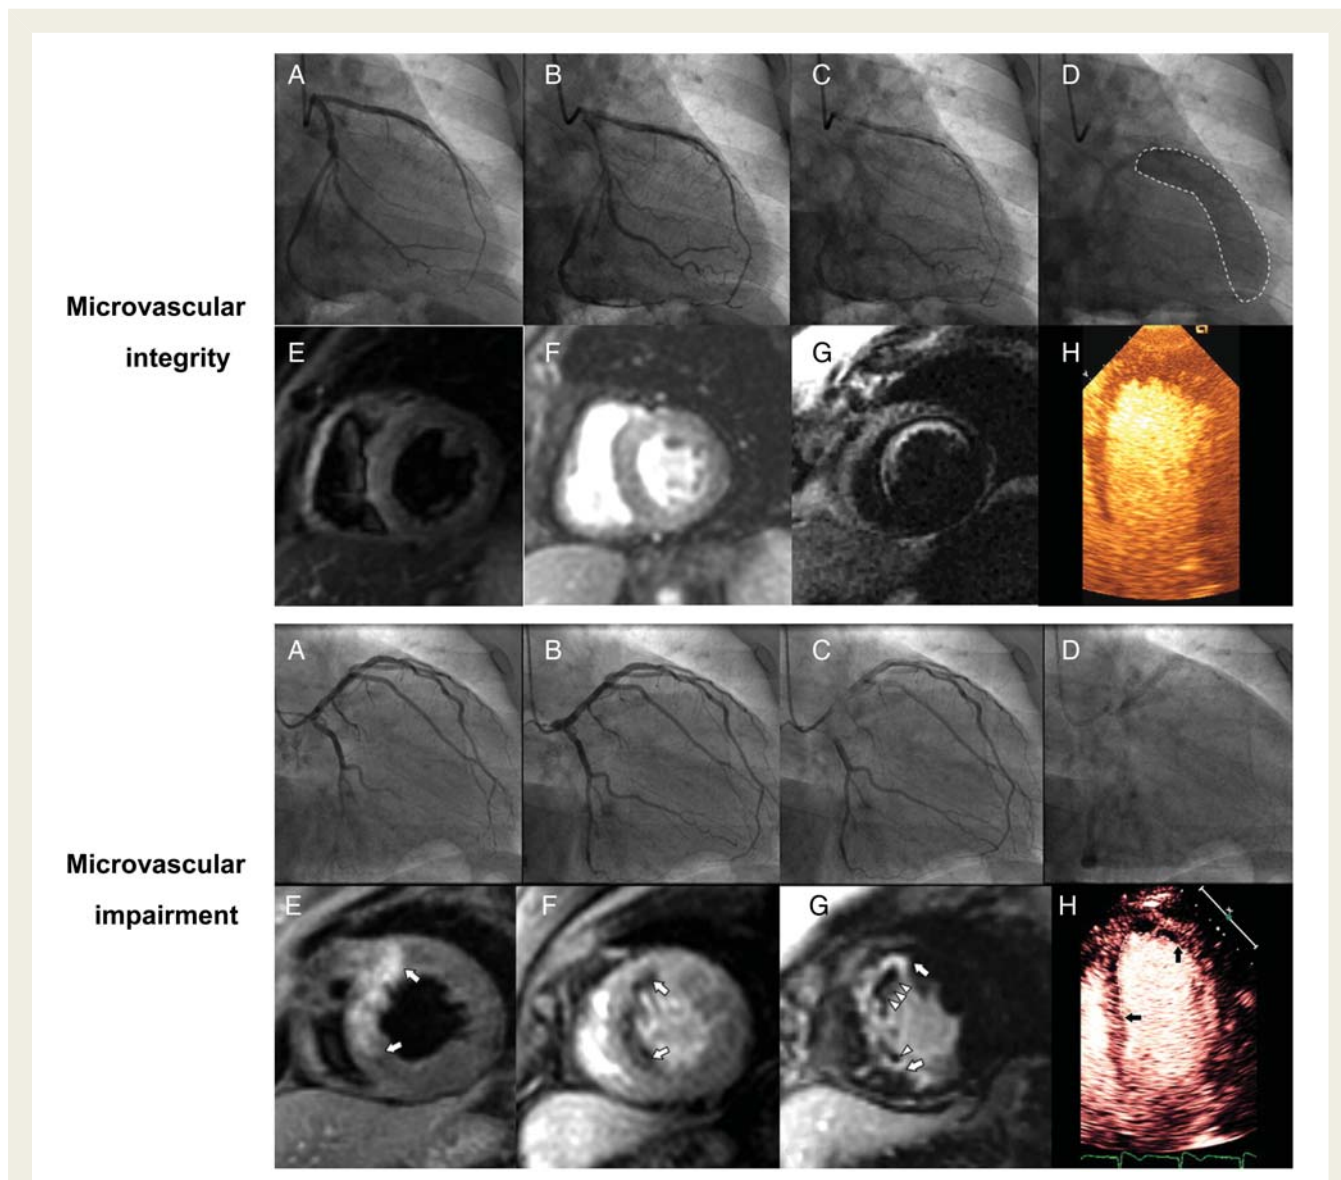 A B C D
Microvascular
integrity
E F G H
A B C D
Microvascular
impairment
E F G H